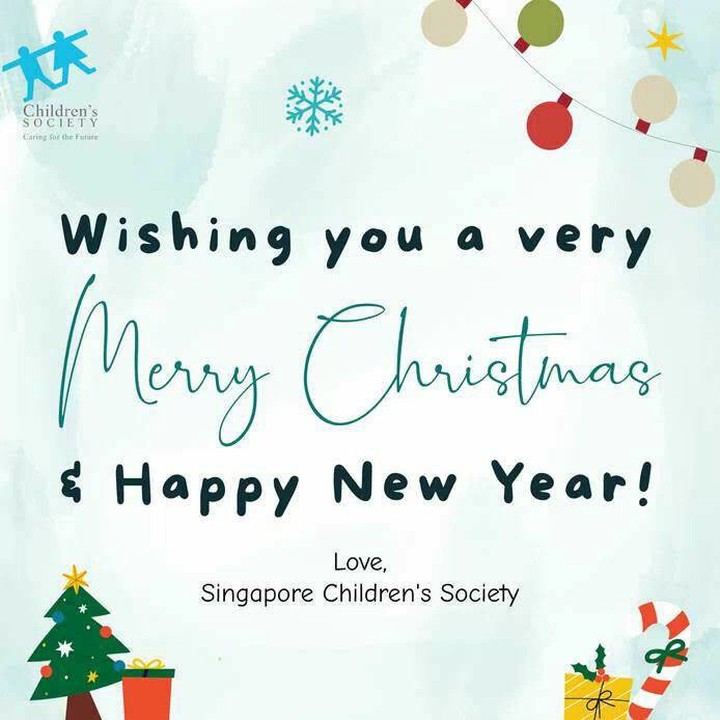 Children's
SOCIETY
Caring for the Future
Wishing you a very
Merry Christmas
& Happy New Year!
Love,
Singapore Children's Society